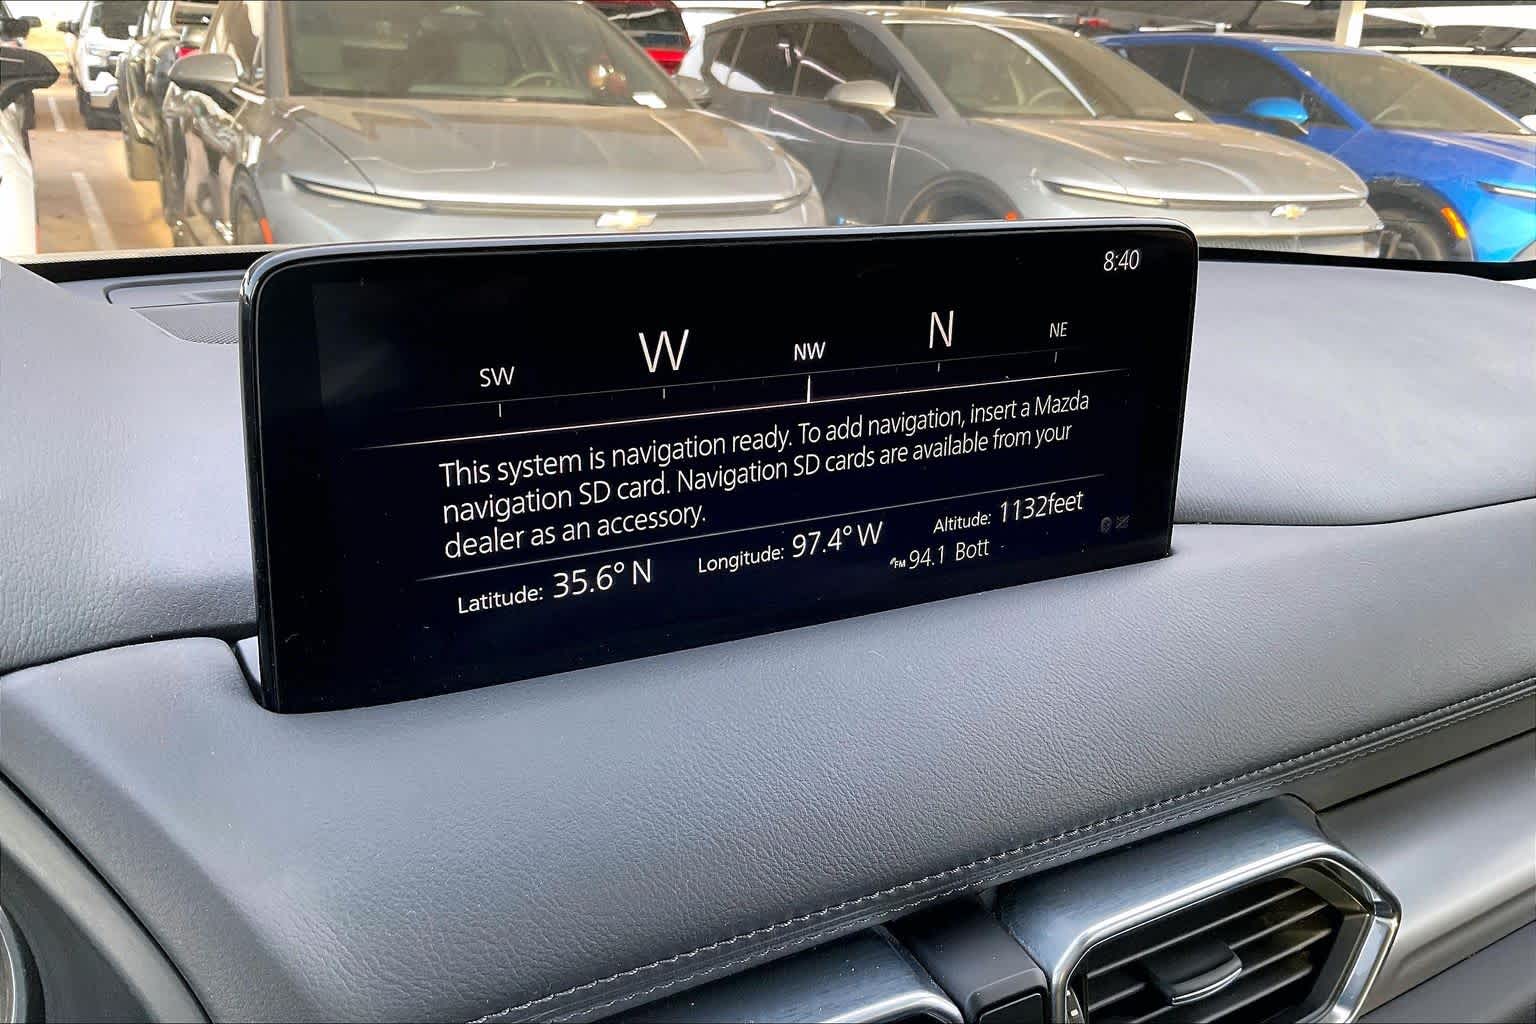 8:40
SW W NW N NE
This system is navigation ready. To add navigation, insert a Mazda
navigation SD card. Navigation SD cards are available from your
dealer as an accessory.
Latitude: 35.6° N Longitude: 97.4° W Altitude: 1132feet
FM 94.1 Bott